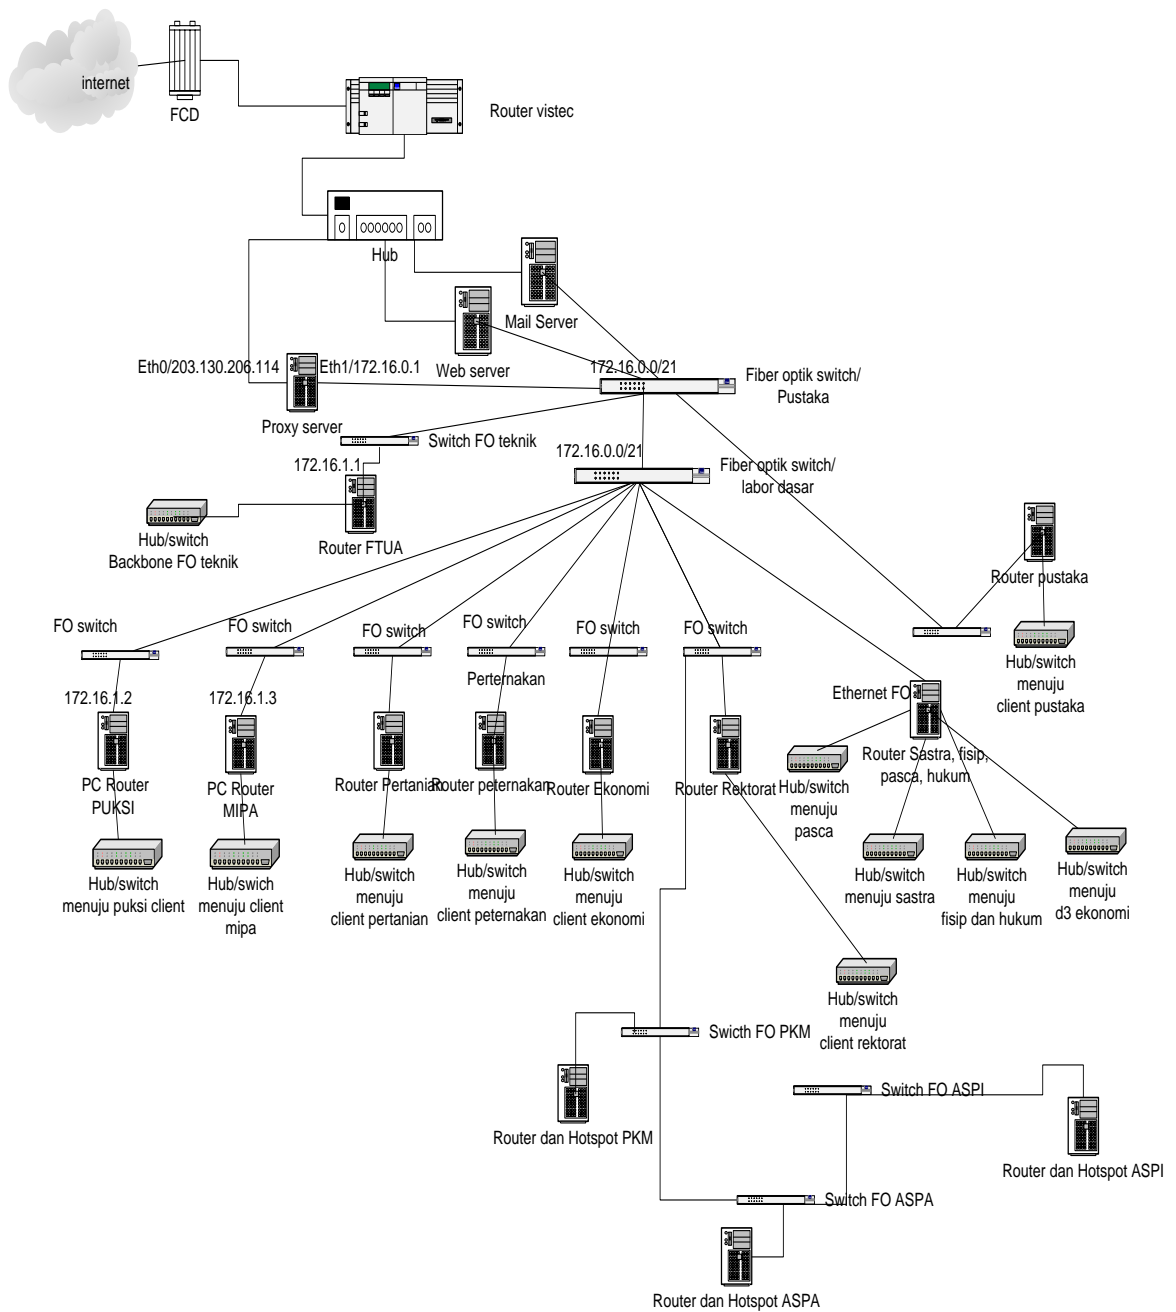 internet
FCD
Router vistec
Hub
Mail Server
Web server
Eth0/203.130.206.114
Eth1/172.16.0.1
Proxy server
172.16.0.0/21
Fiber optik switch/
Pustaka
Switch FO teknik
172.16.0.0/21
Fiber optik switch/
labor dasar
172.16.1.1
Router FTUA
Hub/switch
Backbone FO teknik
Router pustaka
Hub/switch
menuju
client pustaka
FO switch
FO switch
FO switch
FO switch
FO switch
FO switch
Perternakan
172.16.1.2
172.16.1.3
Ethernet FO
PC Router
PUKSI
PC Router
MIPA
Router Pertanian
Router peternakan
Router Ekonomi
Router Rektorat
Router Sastra, fisip,
pasca, hukum
Hub/switch
menuju
pasca
Hub/switch
menuju puksi client
Hub/swich
menuju client
mipa
Hub/switch
menuju
client pertanian
Hub/switch
menuju
client peternakan
Hub/switch
menuju
client ekonomi
Hub/switch
menuju sastra
Hub/switch
menuju
fisip dan hukum
Hub/switch
menuju
d3 ekonomi
Hub/switch
menuju
client rektorat
Swicth FO PKM
Router dan Hotspot PKM
Switch FO ASPI
Router dan Hotspot ASPI
Switch FO ASPA
Router dan Hotspot ASPA